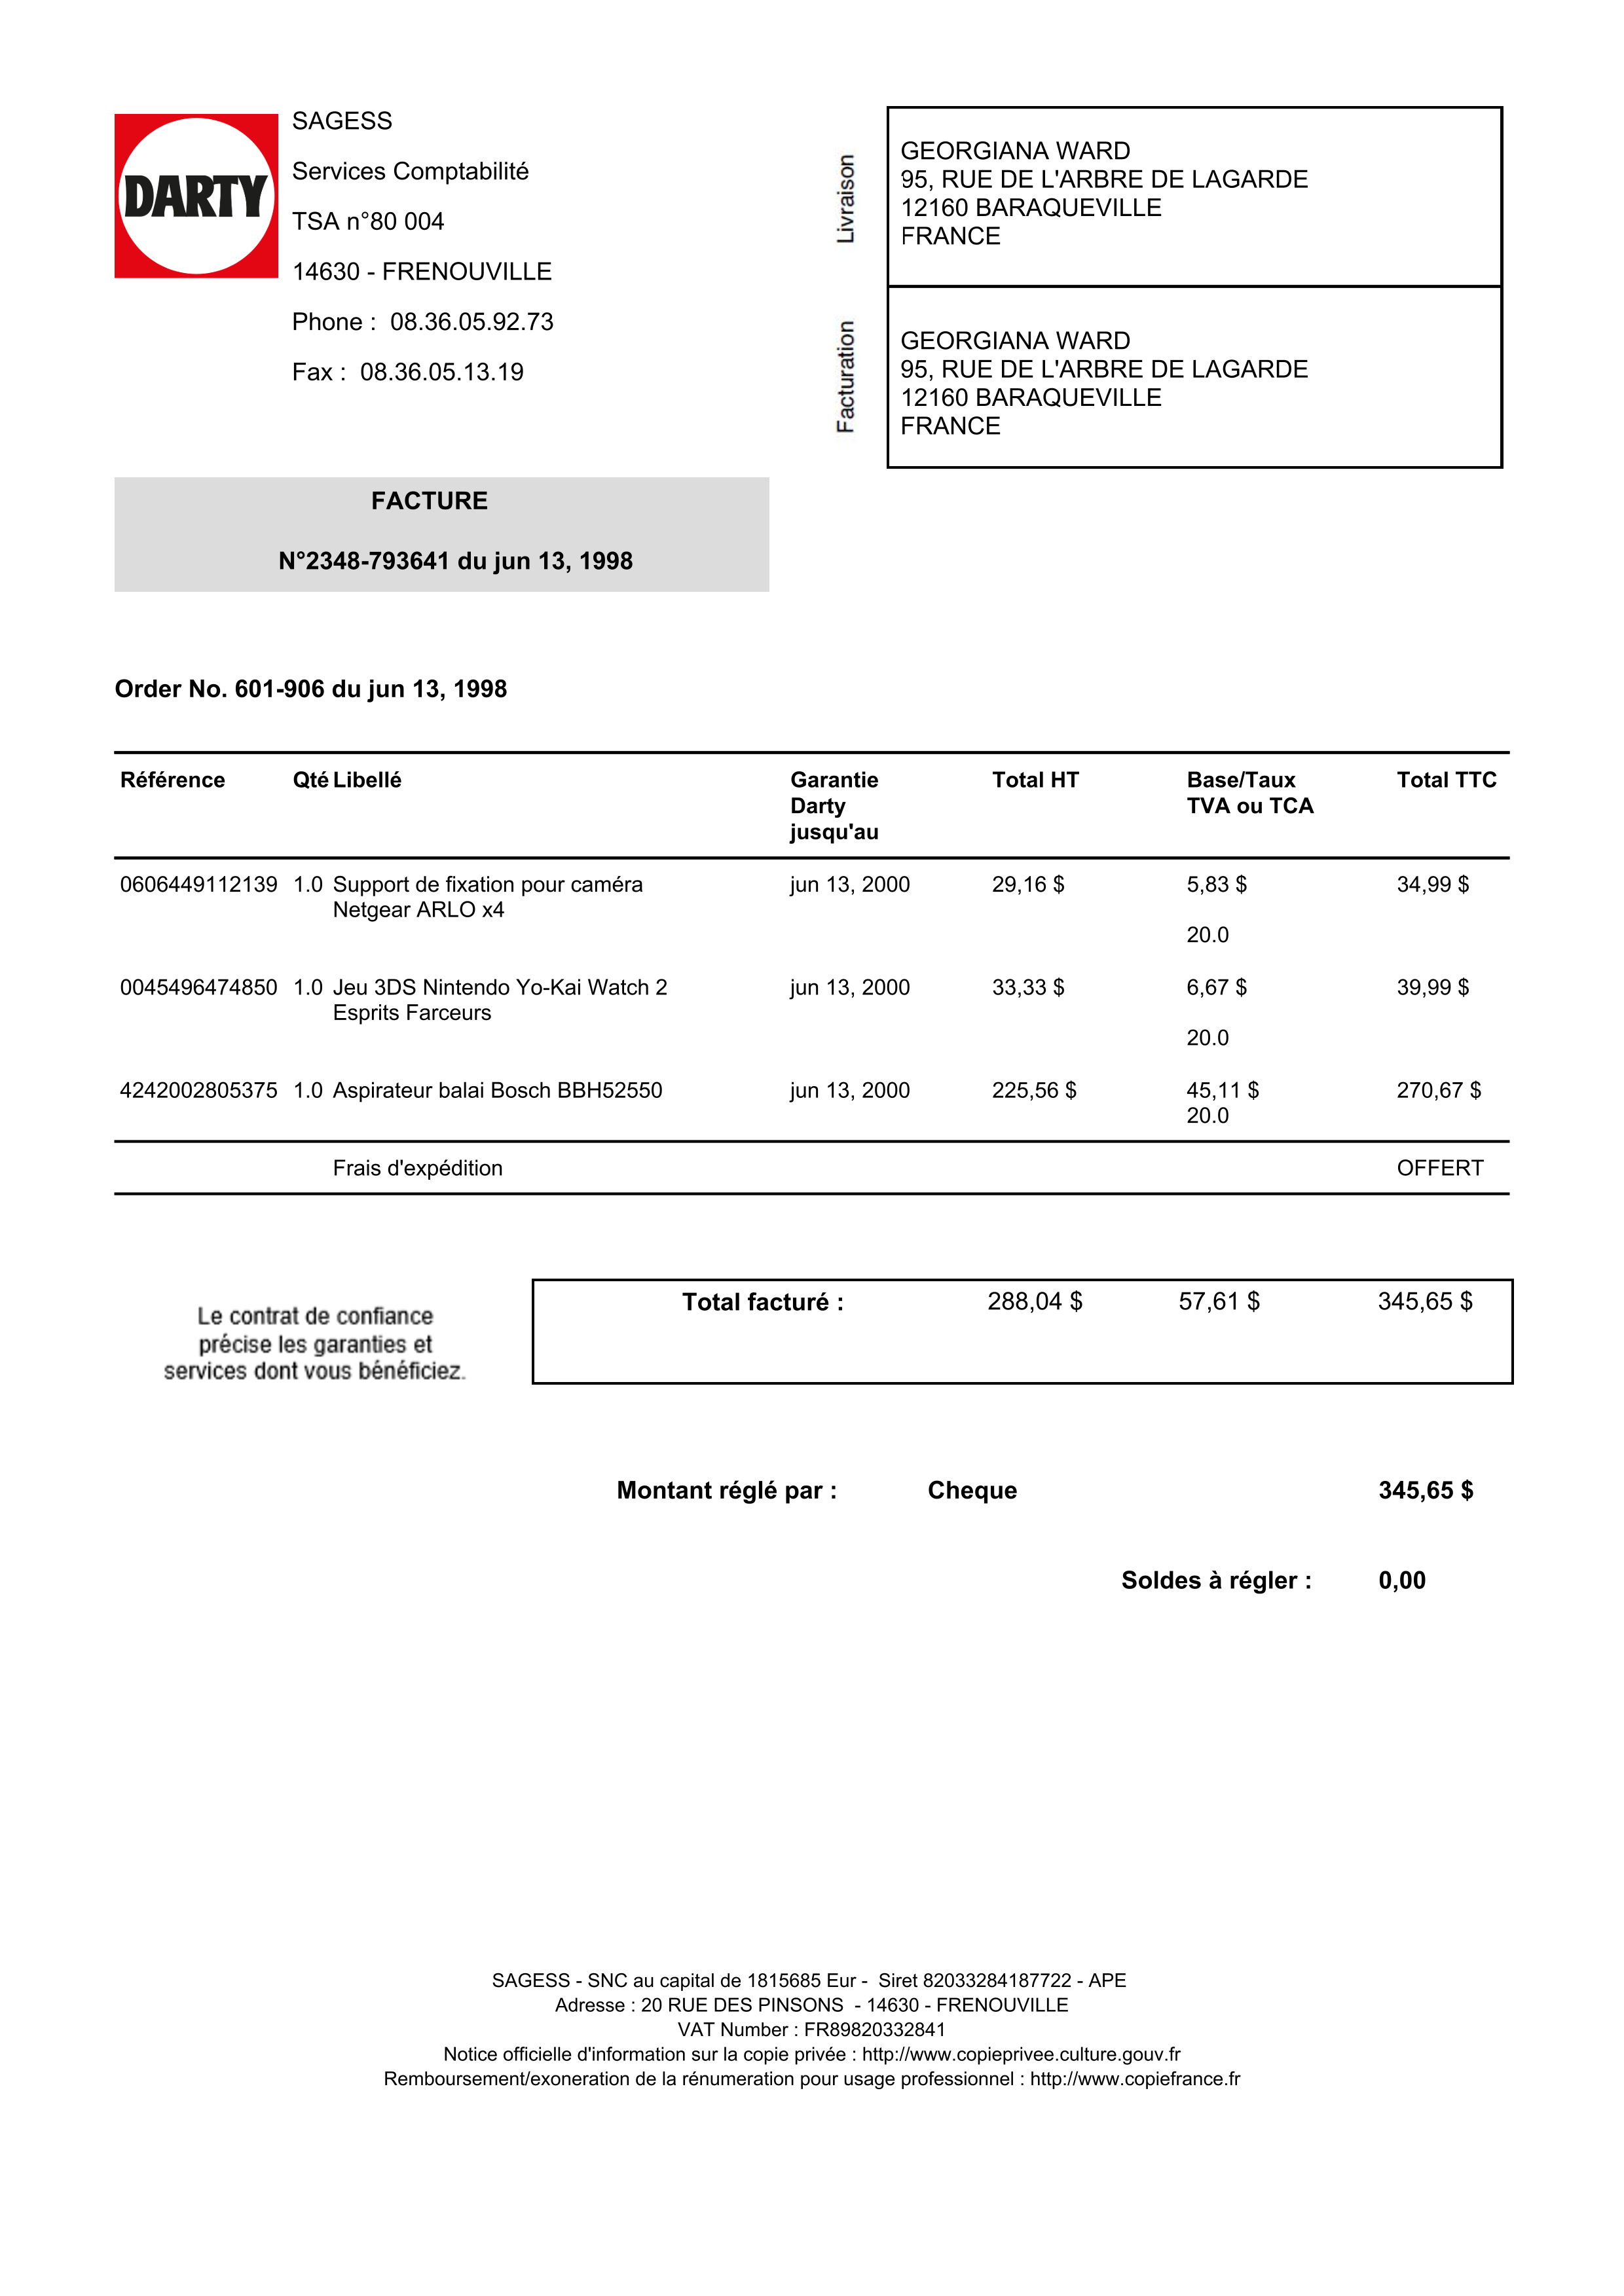 DARTY
SAGESS
Services Comptabilité
TSA n°80 004
14630 - FRENOUVILLE
Phone : 08.36.05.92.73
Fax : 08.36.05.13.19
Livraison
GEORGIANA WARD
95, RUE DE L'ARBRE DE LAGARDE
12160 BARAQUEVILLE
FRANCE
Facturation
GEORGIANA WARD
95, RUE DE L'ARBRE DE LAGARDE
12160 BARAQUEVILLE
FRANCE
FACTURE
N°2348-793641 du jun 13, 1998
Order No. 601-906 du jun 13, 1998
Référence Qté Libellé Garantie Total HT Base/Taux Total TTC
Darty TVA ou TCA
jusqu'au
0606449112139 1.0 Support de fixation pour caméra jun 13, 2000 29,16 $ 5,83 $ 34,99 $
Netgear ARLO x4
20.0
0045496474850 1.0 Jeu 3DS Nintendo Yo-Kai Watch 2 jun 13, 2000 33,33 $ 6,67 $ 39,99 $
Esprits Farceurs
20.0
4242002805375 1.0 Aspirateur balai Bosch BBH52550 jun 13, 2000 225,56 $ 45,11 $ 270,67 $
20.0
Frais d'expédition OFFERT
Total facturé : 288,04 $ 57,61 $ 345,65 $
Le contrat de confiance
précise les garanties et
services dont vous bénéficiez.
Montant réglé par : Cheque 345,65 $
Soldes à régler : 0,00
SAGESS - SNC au capital de 1815685 Eur - Siret 82033284187722 - APE
Adresse : 20 RUE DES PINSONS - 14630 - FRENOUVILLE
VAT Number : FR89820332841
Notice officielle d'information sur la copie privée : http://www.copieprivee.culture.gouv.fr
Remboursement/exoneration de la rénumeration pour usage professionnel : http://www.copiefrance.fr